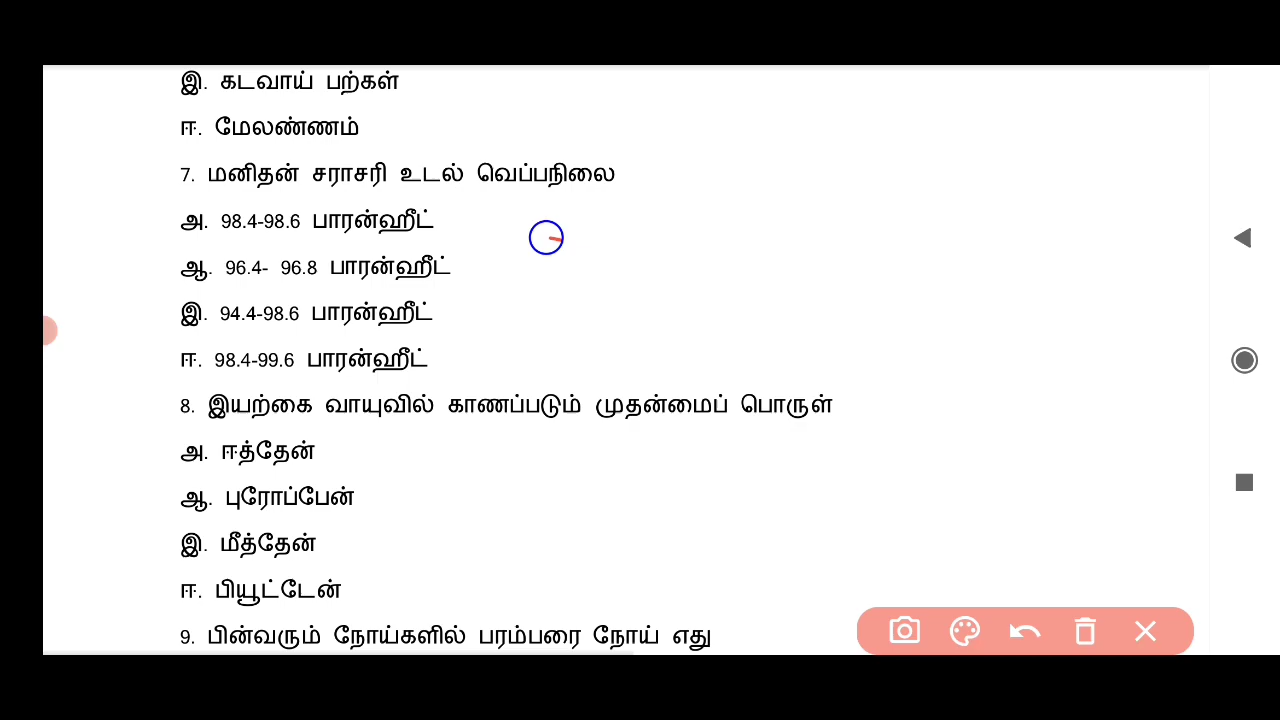 இ. கடவாய் பற்கள்
ஈ. மேலண்ணம்
7. மனிதன் சராசரி உடல் வெப்பநிலை
அ. 98.4-98.6 பாரன்ஹீட்
ஆ. 96.4- 96.8 பாரன்ஹீட்
இ. 94.4-98.6 பாரன்ஹீட்
ஈ. 98.4-99.6 பாரன்ஹீட்
8. இயற்கை வாயுவில் காணப்படும் முதன்மைப் பொருள்
அ. ஈத்தேன்
ஆ. புரோப்பேன்
இ. மீத்தேன்
ஈ. பியூட்டேன்
9. பின்வரும் நோய்களில் பரம்பரை நோய் எது